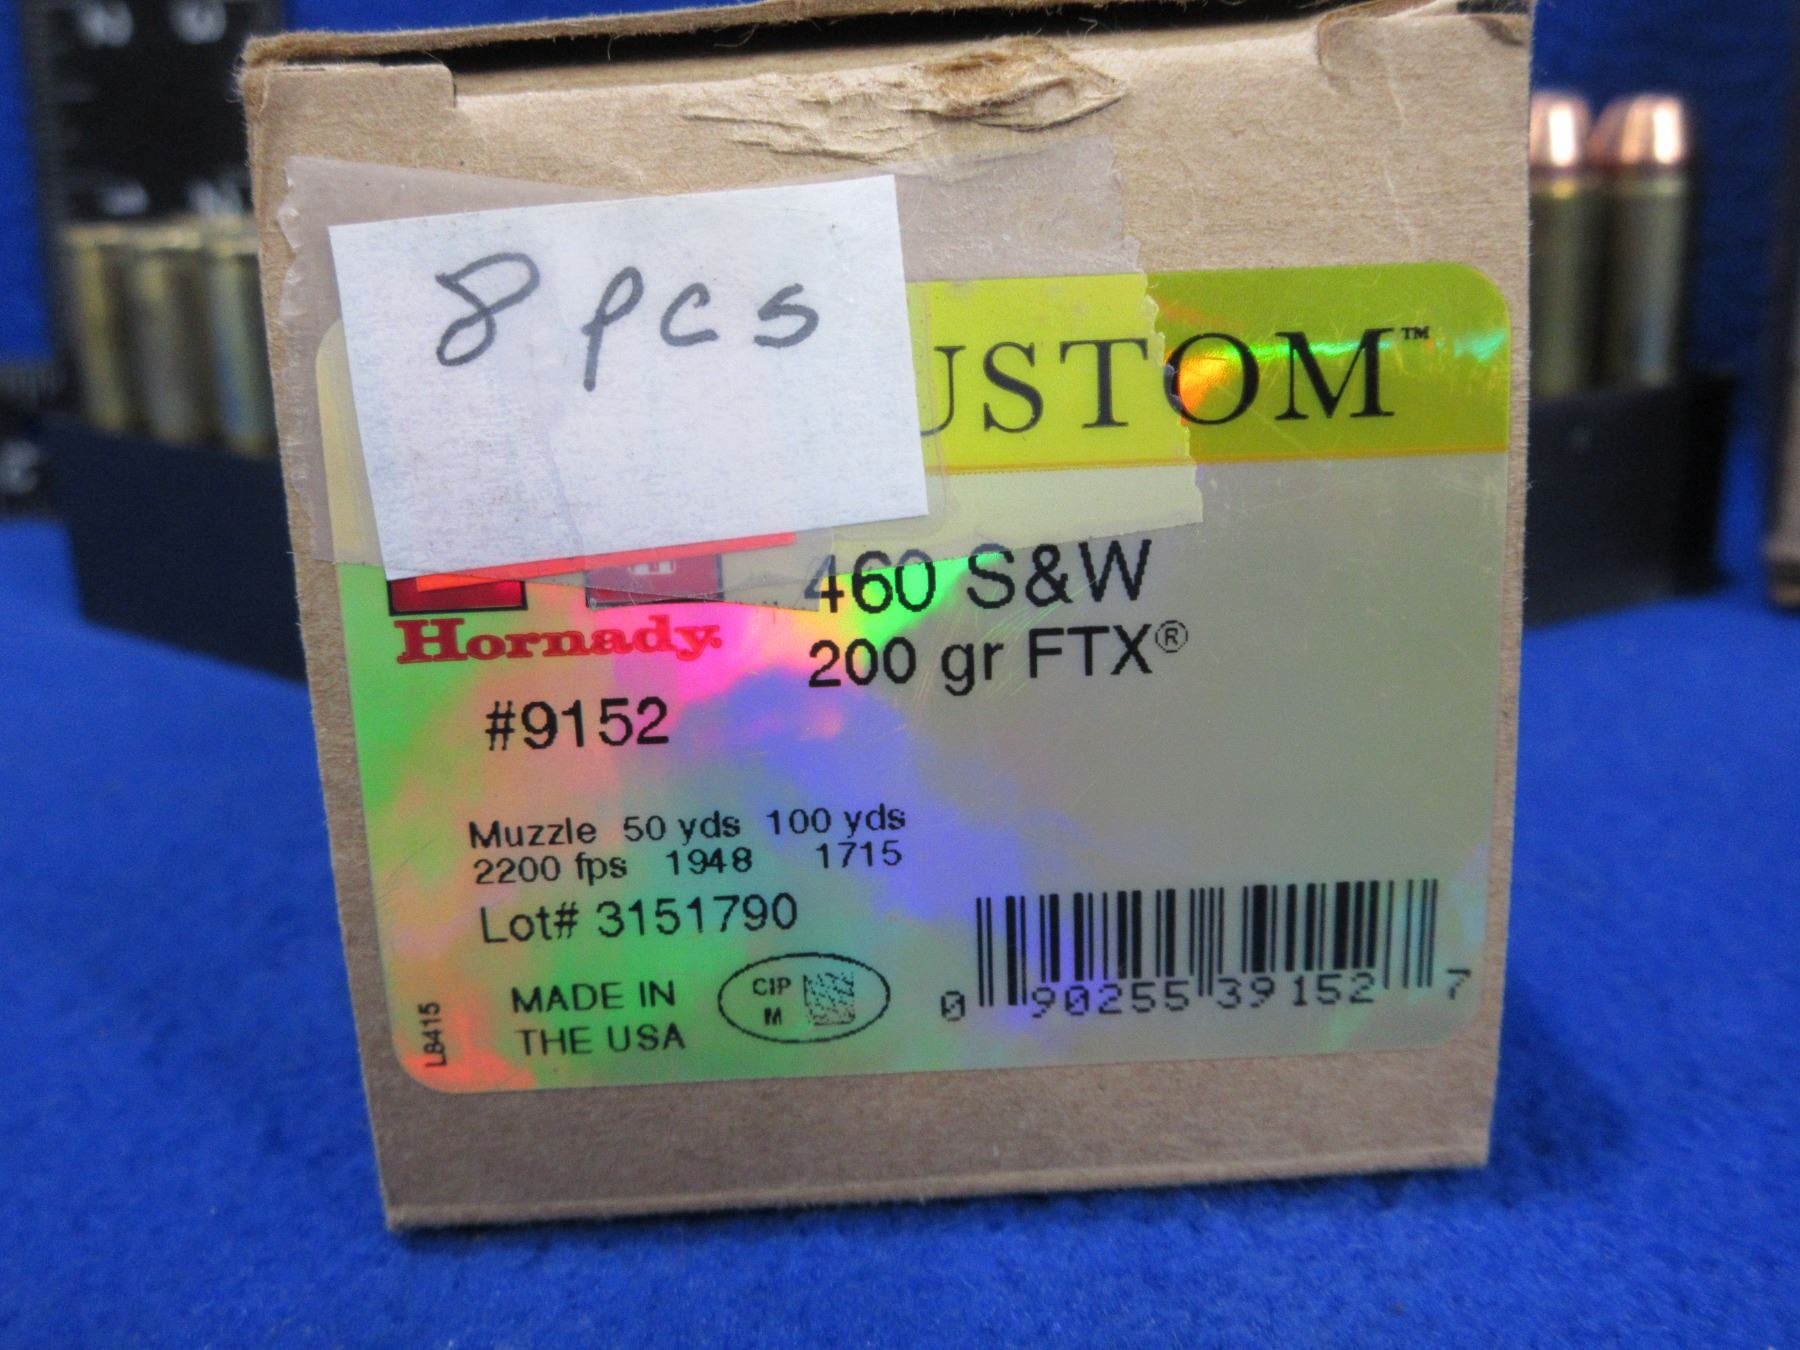 8 pcs
USTOM™
460 S&W
200 gr FTX®
Hornady
#9152
Muzzle 50 yds 100 yds
2200 fps 1948 1715
Lot# 3151790
MADE IN
THE USA
CIP
M
L8415
0 90255 39152 7